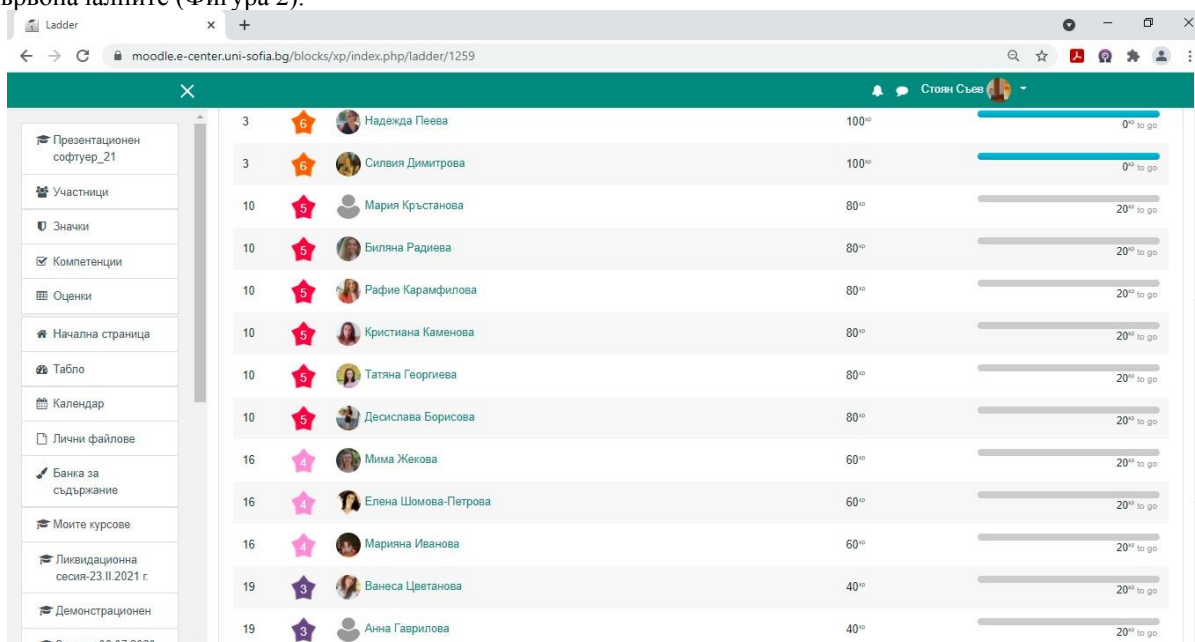 първоначалните (Фигура 2).
Ladder
moodle.e-center.uni-sofia.bg/blocks/xp/index.php/ladder/1259
Стоян Съев
Презентационен
софтуер_21
Участници
Значки
Компетенции
Оценки
Начална страница
Табло
Календар
Лични файлове
Банка за
съдържание
Моите курсове
Ликвидационна
сесия-23.II.2021 г.
Демонстрационен
3 6 Надежда Пеева 100xp 0xp to go
3 6 Силвия Димитрова 100xp 0xp to go
10 5 Мария Кръстанова 80xp 20xp to go
10 5 Биляна Радиева 80xp 20xp to go
10 5 Рафие Карамфилова 80xp 20xp to go
10 5 Кристиана Каменова 80xp 20xp to go
10 5 Татяна Георгиева 80xp 20xp to go
10 5 Десислава Борисова 80xp 20xp to go
16 4 Мима Жекова 60xp 20xp to go
16 4 Елена Шомова-Петрова 60xp 20xp to go
16 4 Марияна Иванова 60xp 20xp to go
19 3 Ванеса Цветанова 40xp 20xp to go
19 3 Анна Гаврилова 40xp 20xp to go